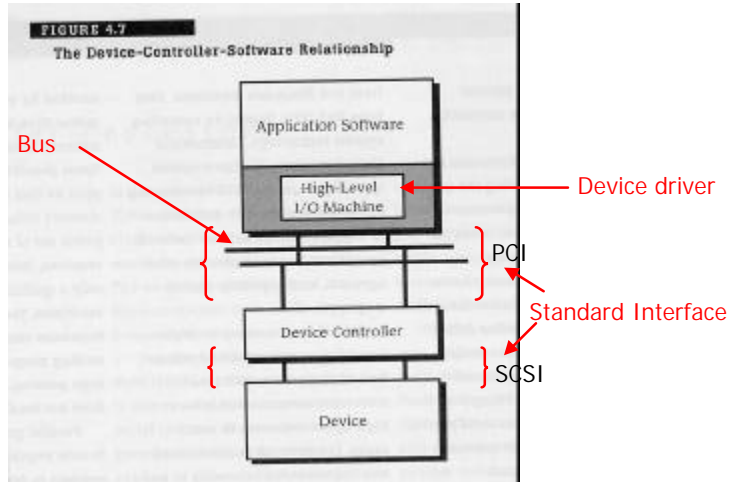 FIGURE 4.7
The Device-Controller-Software Relationship
Application Software
Bus
High-Level
I/O Machine
Device driver
PCI
Standard Interface
Device Controller
SCSI
Device